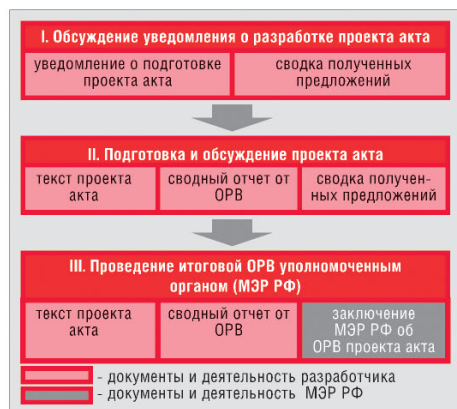 I. Обсуждение уведомления о разработке проекта акта
уведомление о подготовке
проекта акта
сводка полученных
предложений
II. Подготовка и обсуждение проекта акта
текст проекта
акта
сводный отчет от
ОРВ
сводка получен-
ных предложений
III. Проведение итоговой ОРВ уполномоченным
органом (МЭР РФ)
текст проекта
акта
сводный отчет от
ОРВ
заключение
МЭР РФ об
ОРВ проекта акта
- документы и деятельность разработчика
- документы и деятельность МЭР РФ